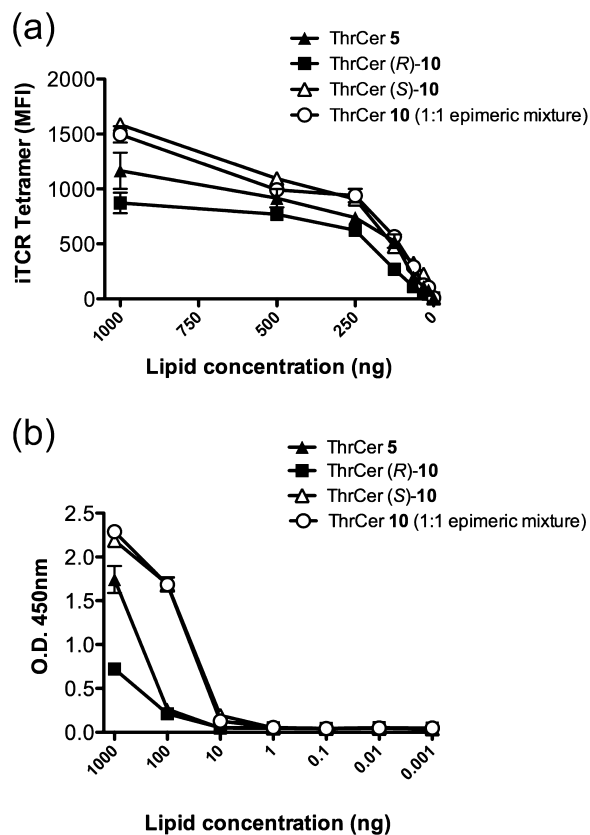 (a)
ThrCer 5
ThrCer (R)-10
ThrCer (S)-10
ThrCer 10 (1:1 epimeric mixture)
iTCR Tetramer (MFI)
2000
1500
1000
500
0
1000
750
500
250
0
Lipid concentration (ng)
(b)
ThrCer 5
ThrCer (R)-10
ThrCer (S)-10
ThrCer 10 (1:1 epimeric mixture)
O.D. 450nm
2.5
2.0
1.5
1.0
0.5
0.0
1000
100
10
1
0.1
0.01
0.001
Lipid concentration (ng)